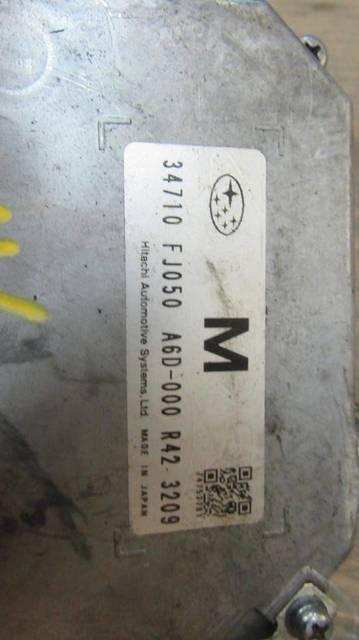 M
34710 FJ050 A6D-000 R42 3209
Hitachi Automotive Systems,Ltd. MADE IN JAPAN